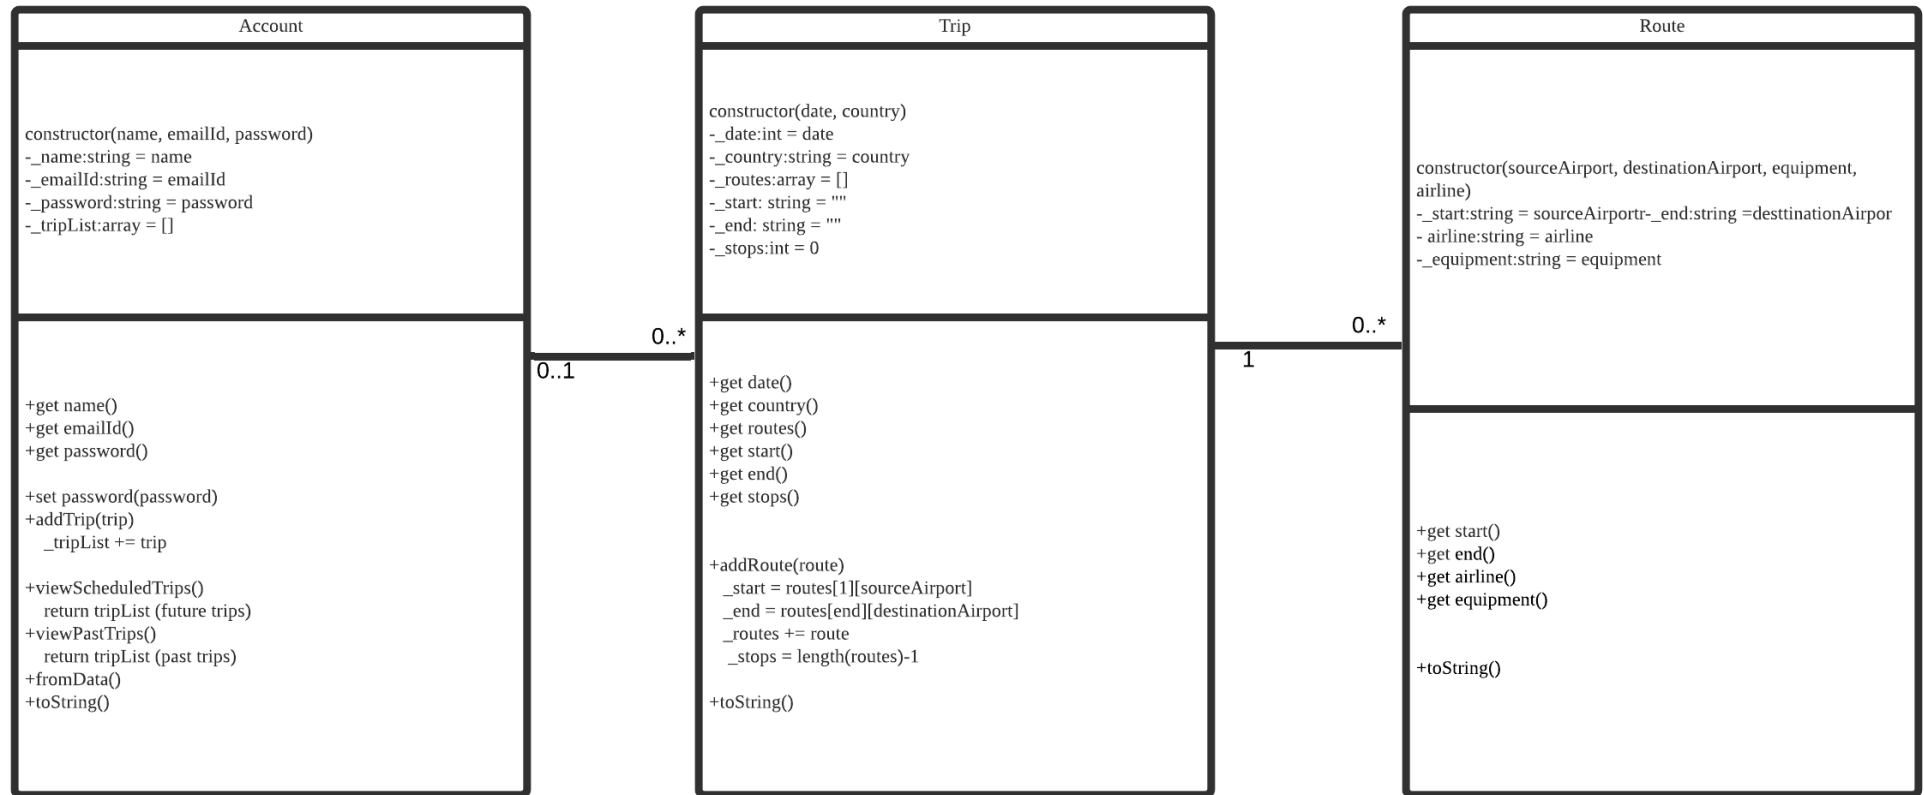 Account
constructor(name, emailId, password)
-_name:string = name
-_emailId:string = emailId
-_password:string = password
-_tripList:array = []
+get name()
+get emailId()
+get password()
+set password(password)
+addTrip(trip)
_tripList += trip
+viewScheduledTrips()
return tripList (future trips)
+viewPastTrips()
return tripList (past trips)
+fromData()
+toString()
0..1
0..*
Trip
constructor(date, country)
-_date:int = date
-_country:string = country
-_routes:array = []
-_start: string = ""
-_end: string = ""
-_stops:int = 0
+get date()
+get country()
+get routes()
+get start()
+get end()
+get stops()
+addRoute(route)
_start = routes[1][sourceAirport]
_end = routes[end][destinationAirport]
_routes += route
_stops = length(routes)-1
+toString()
1
0..*
Route
constructor(sourceAirport, destinationAirport, equipment,
airline)
-_start:string = sourceAirportr-_end:string =desttinationAirpor
- airline:string = airline
-_equipment:string = equipment
+get start()
+get end()
+get airline()
+get equipment()
+toString()